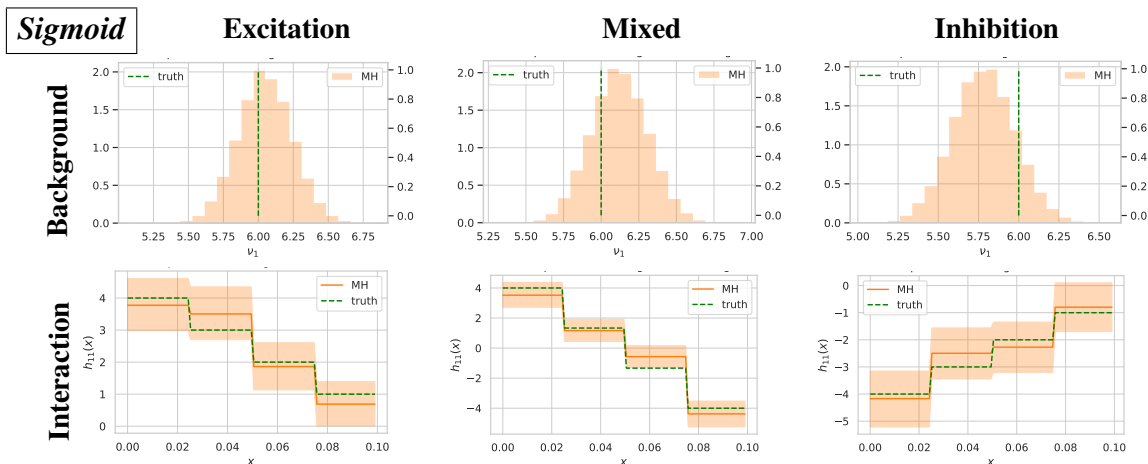 Sigmoid
Excitation
Mixed
Inhibition
Background
truth
MH
2.0
1.5
1.0
0.5
0.0
1.0
0.8
0.6
0.4
0.2
0.0
5.25 5.50 5.75 6.00 6.25 6.50 6.75
ν1
truth
MH
2.0
1.5
1.0
0.5
0.0
1.0
0.8
0.6
0.4
0.2
0.0
5.25 5.50 5.75 6.00 6.25 6.50 6.75 7.00
ν1
truth
MH
2.0
1.5
1.0
0.5
0.0
1.0
0.8
0.6
0.4
0.2
0.0
5.00 5.25 5.50 5.75 6.00 6.25 6.50
ν1
Interaction
MH
truth
h11(x)
4
3
2
1
0
0.00 0.02 0.04 0.06 0.08 0.10
x
MH
truth
h11(x)
4
2
0
−2
−4
0.00 0.02 0.04 0.06 0.08 0.10
x
MH
truth
h11(x)
0
−1
−2
−3
−4
−5
0.00 0.02 0.04 0.06 0.08 0.10
x